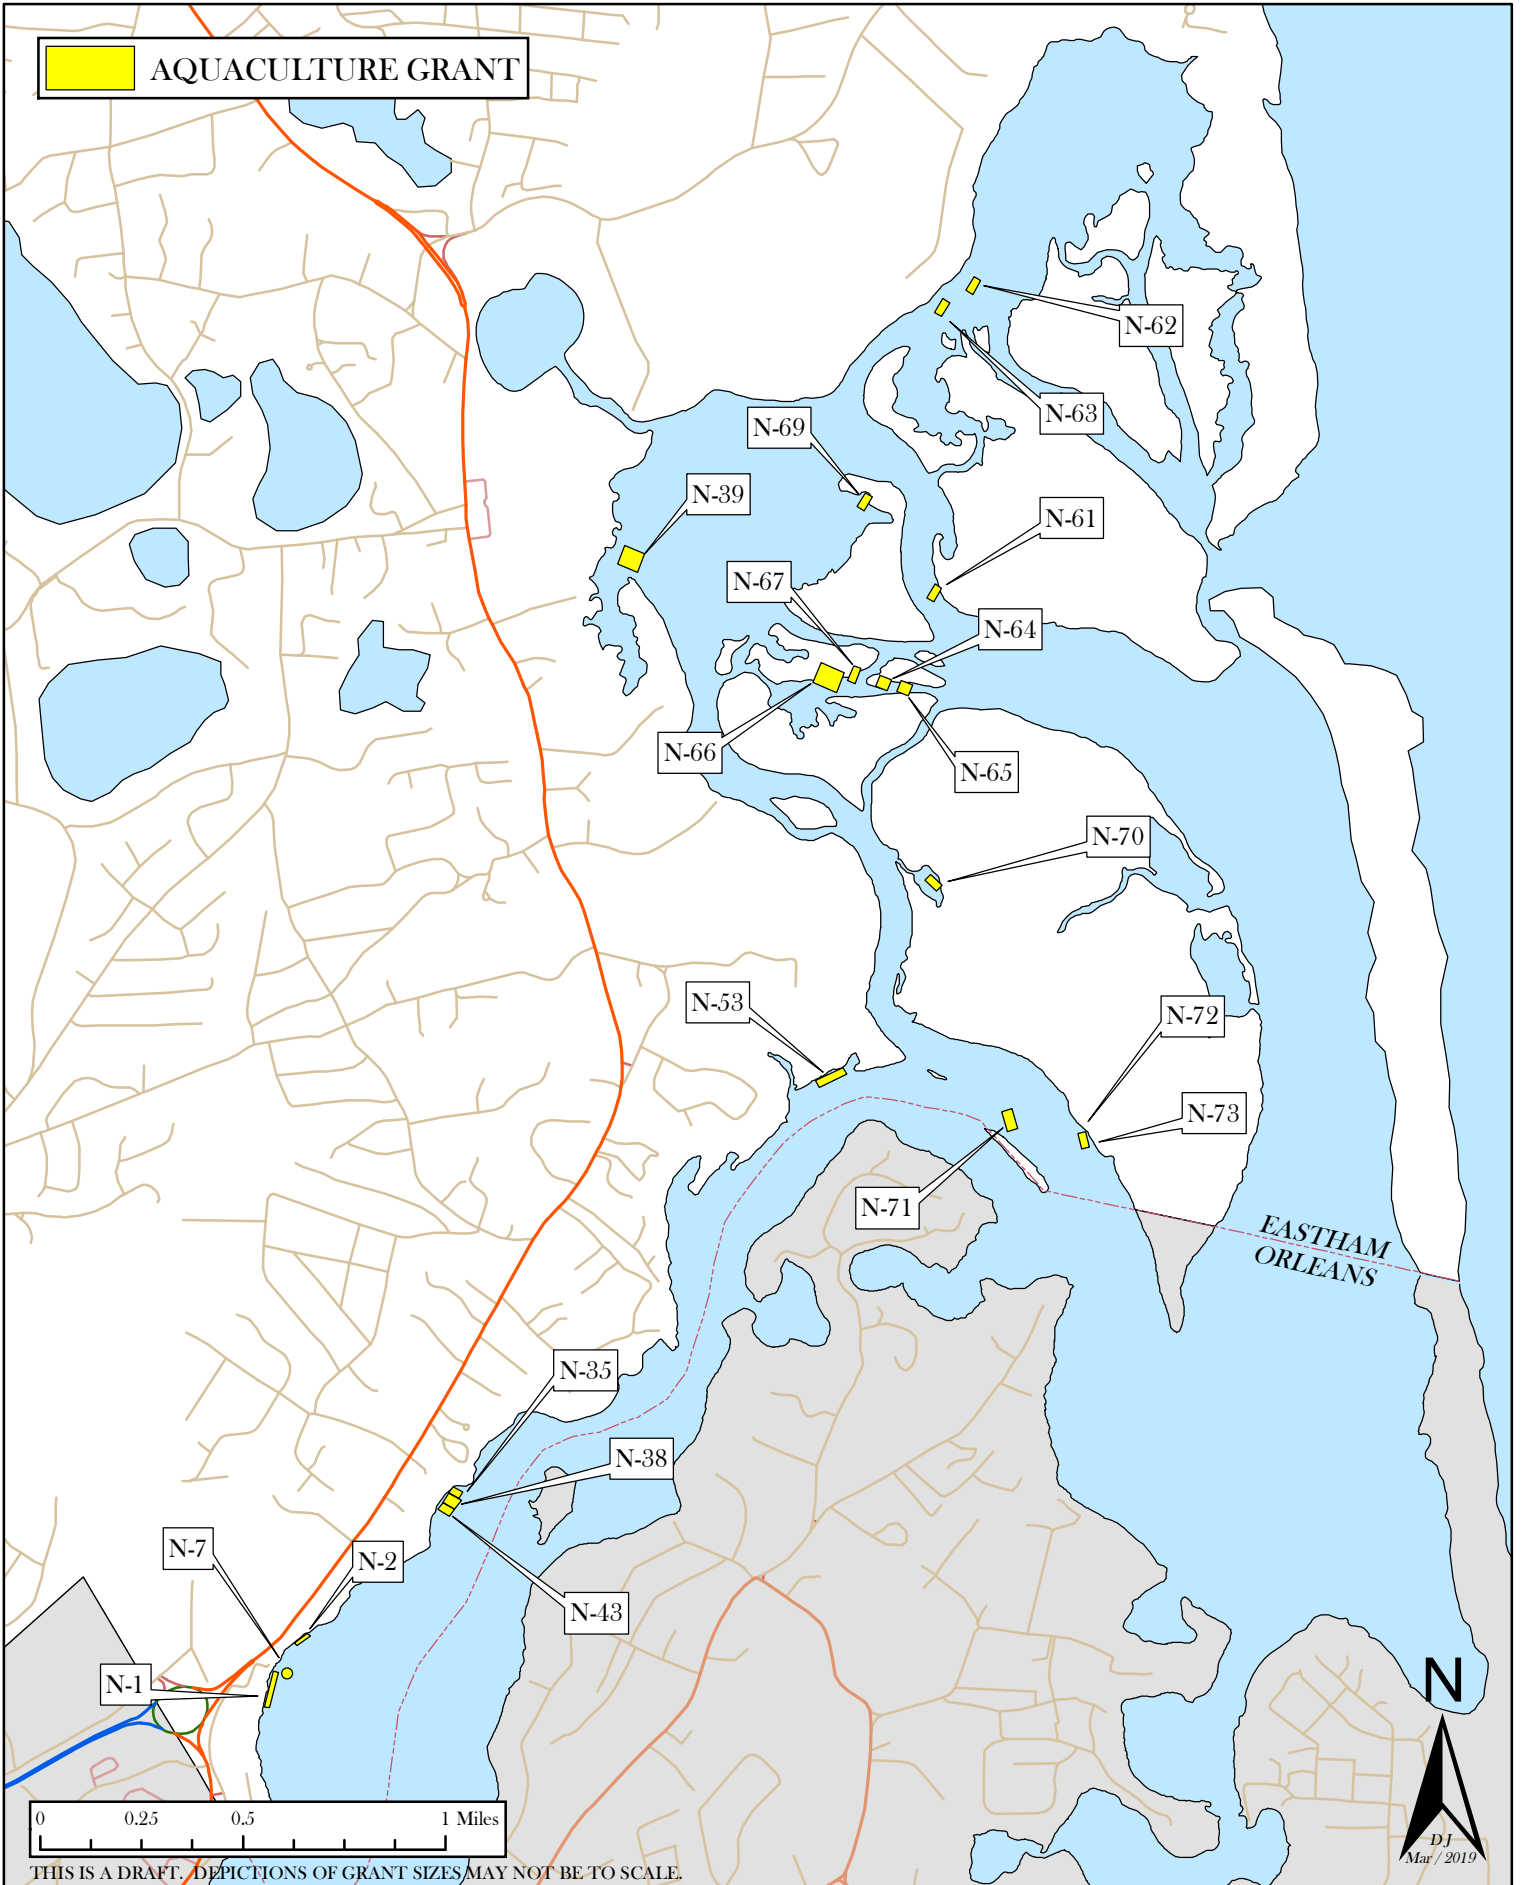 AQUACULTURE GRANT
N-62
N-63
N-69
N-39
N-61
N-67
N-64
N-66
N-65
N-70
N-53
N-72
N-73
N-71
EASTHAM
ORLEANS
N-35
N-38
N-7
N-2
N-43
N-1
N
0 0.25 0.5 1 Miles
DJ
Mar / 2019
THIS IS A DRAFT. DEPICTIONS OF GRANT SIZES MAY NOT BE TO SCALE.